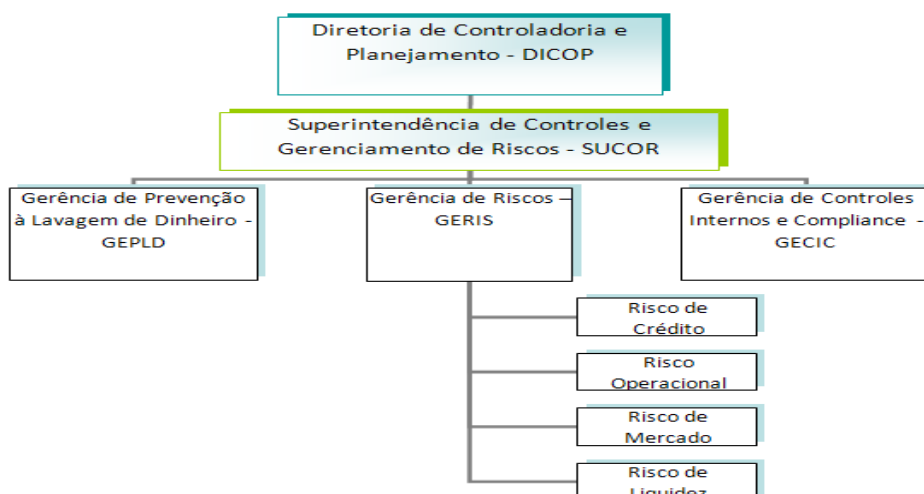 Diretoria de Controladoria e
Planejamento - DICOP
Superintendência de Controles e
Gerenciamento de Riscos - SUCOR
Gerência de Prevenção
à Lavagem de Dinheiro -
GEPLD
Gerência de Riscos –
GERIS
Gerência de Controles
Internos e Compliance -
GECIC
Risco de
Crédito
Risco
Operacional
Risco de
Mercado
Risco de
Liquidez